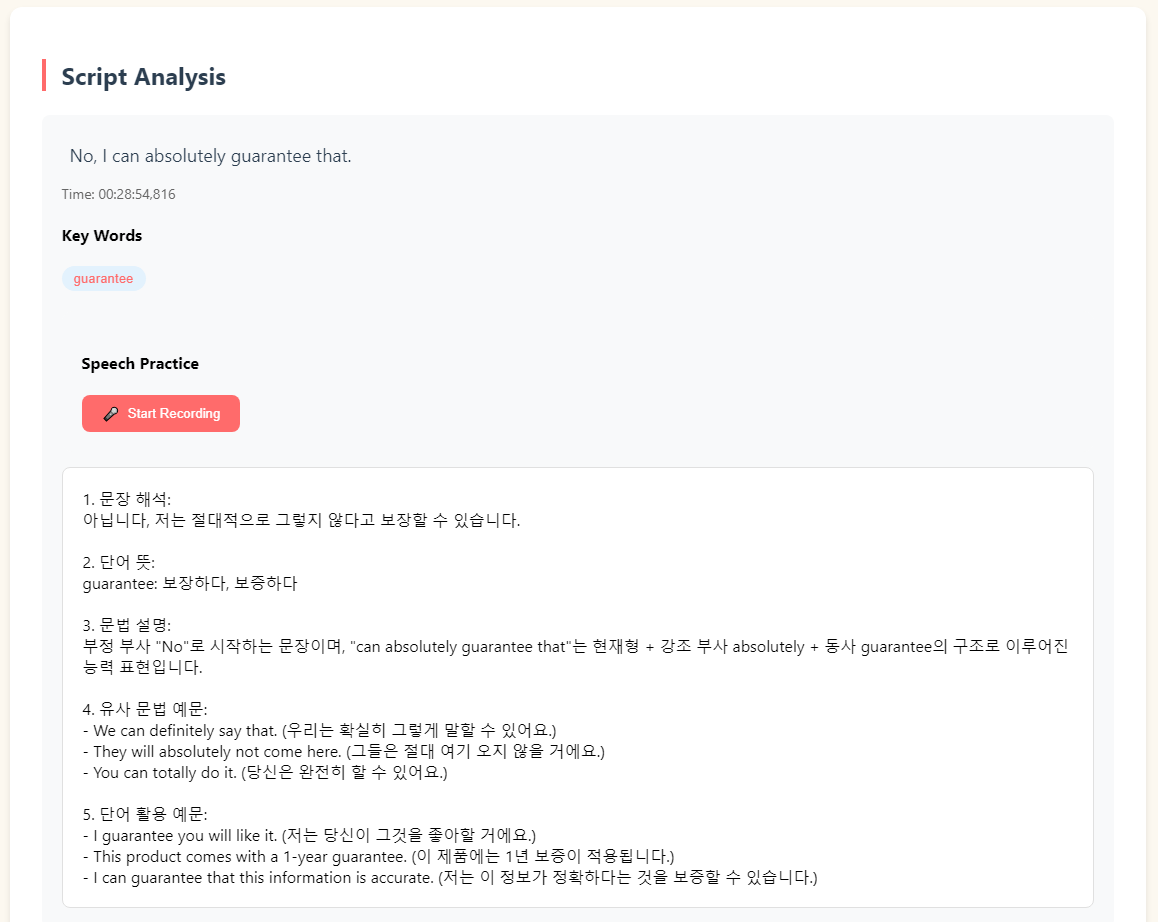 Script Analysis
No, I can absolutely guarantee that.
Time: 00:28:54,816
Key Words
guarantee
Speech Practice
Start Recording
1. 문장 해석:
아닙니다, 저는 절대적으로 그렇지 않다고 보장할 수 있습니다.
2. 단어 뜻:
guarantee: 보장하다, 보증하다
3. 문법 설명:
부정 부사 "No"로 시작하는 문장이며, "can absolutely guarantee that"는 현재형 + 강조 부사 absolutely + 동사 guarantee의 구조로 이루어진
능력 표현입니다.
4. 유사 문법 예문:
- We can definitely say that. (우리는 확실히 그렇게 말할 수 있어요.)
- They will absolutely not come here. (그들은 절대 여기 오지 않을 거에요.)
- You can totally do it. (당신은 완전히 할 수 있어요.)
5. 단어 활용 예문:
- I guarantee you will like it. (저는 당신이 그것을 좋아할 거에요.)
- This product comes with a 1-year guarantee. (이 제품에는 1년 보증이 적용됩니다.)
- I can guarantee that this information is accurate. (저는 이 정보가 정확하다는 것을 보증할 수 있습니다.)